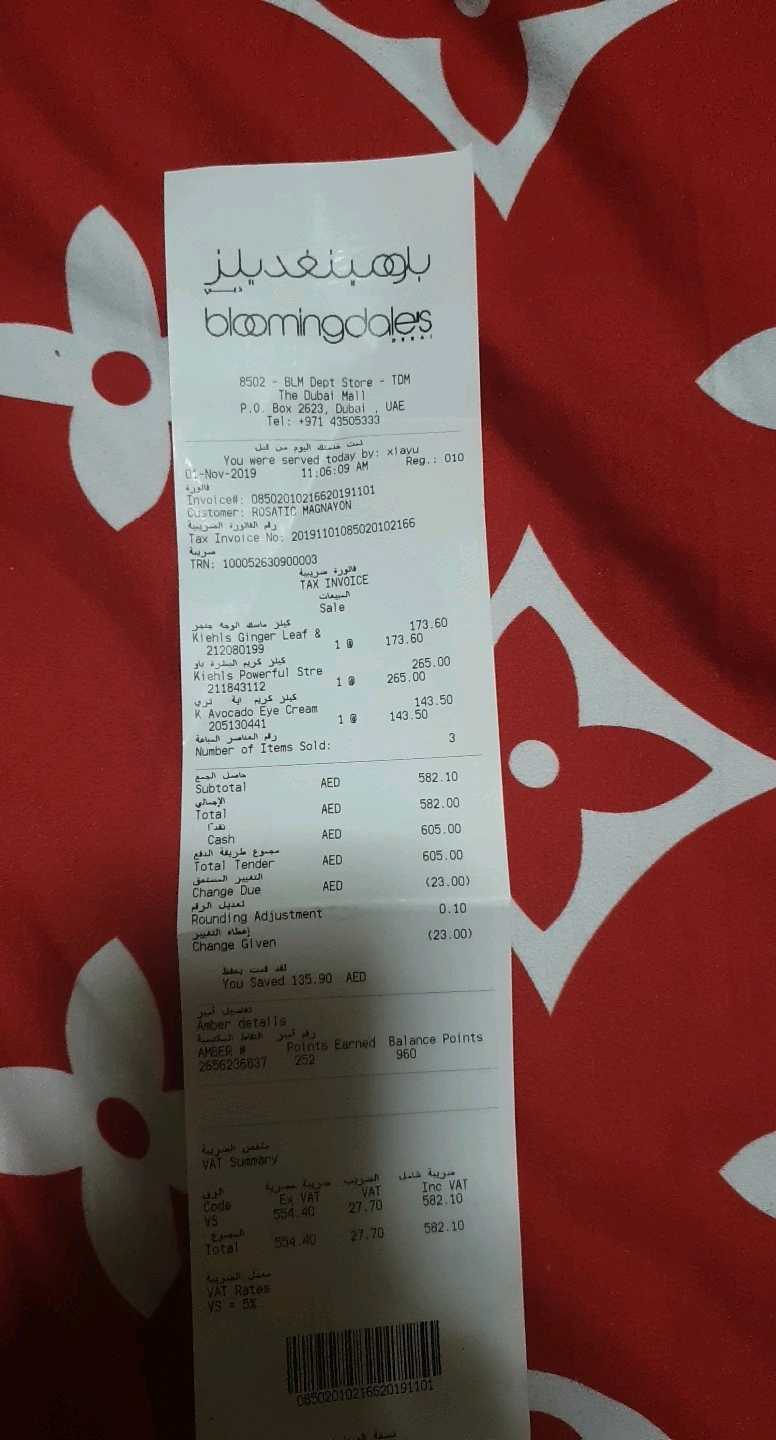 بلومينغديلز
دبي
bloomingdale's
DUBAI
8502 - BLM Dept Store - TDM
The Dubai Mall
P.O. Box 2623, Dubai , UAE
Tel: +971 43505333
تمت خدمتك اليوم من قبل
You were served today by: xlayu
01-Nov-2019 11:06:09 AM Reg.: 010
فاتورة
Invoice#: 08502010216620191101
Customer: ROSATIC MAGNAYON
رقم الفاتورة الضريبية
Tax Invoice No: 20191101085020102166
ضريبة
TRN: 100052630900003
فاتورة ضريبية
TAX INVOICE
المبيعات
Sale
كيلز ماسك الوجه جنجر
Kiehls Ginger Leaf & 173.60
212080199 1 @ 173.60
كيلز كريم السترة باو
Kiehls Powerful Stre 265.00
211843112 1 @ 265.00
كيلز كريم اية تري
K Avocado Eye Cream 143.50
205130441 1 @ 143.50
رقم العناصر المباعة
Number of Items Sold: 3
حاصل الجمع
Subtotal AED 582.10
الإجمالي
Total AED 582.00
نقدًا
Cash AED 605.00
مجموع طريقة الدفع
Total Tender AED 605.00
التغيير المستحق
Change Due AED (23.00)
تعديل الرقم
Rounding Adjustment 0.10
إعطاء التغيير
Change Given (23.00)
لقد قمت بحفظ
You Saved 135.90 AED
تفاصيل أمبر
Amber details
رقم أمبر النقاط المكتسبة
AMBER # Points Earned Balance Points
2656236637 252 960
ملخص الضريبة
VAT Summary
الرمز ضريبة حصرية الضريبة ضريبة شامل
Code Ex VAT VAT Inc VAT
VS 554.40 27.70 582.10
المجموع
Total 554.40 27.70 582.10
معدل الضريبة
VAT Rates
VS = 5%
08502010216620191101